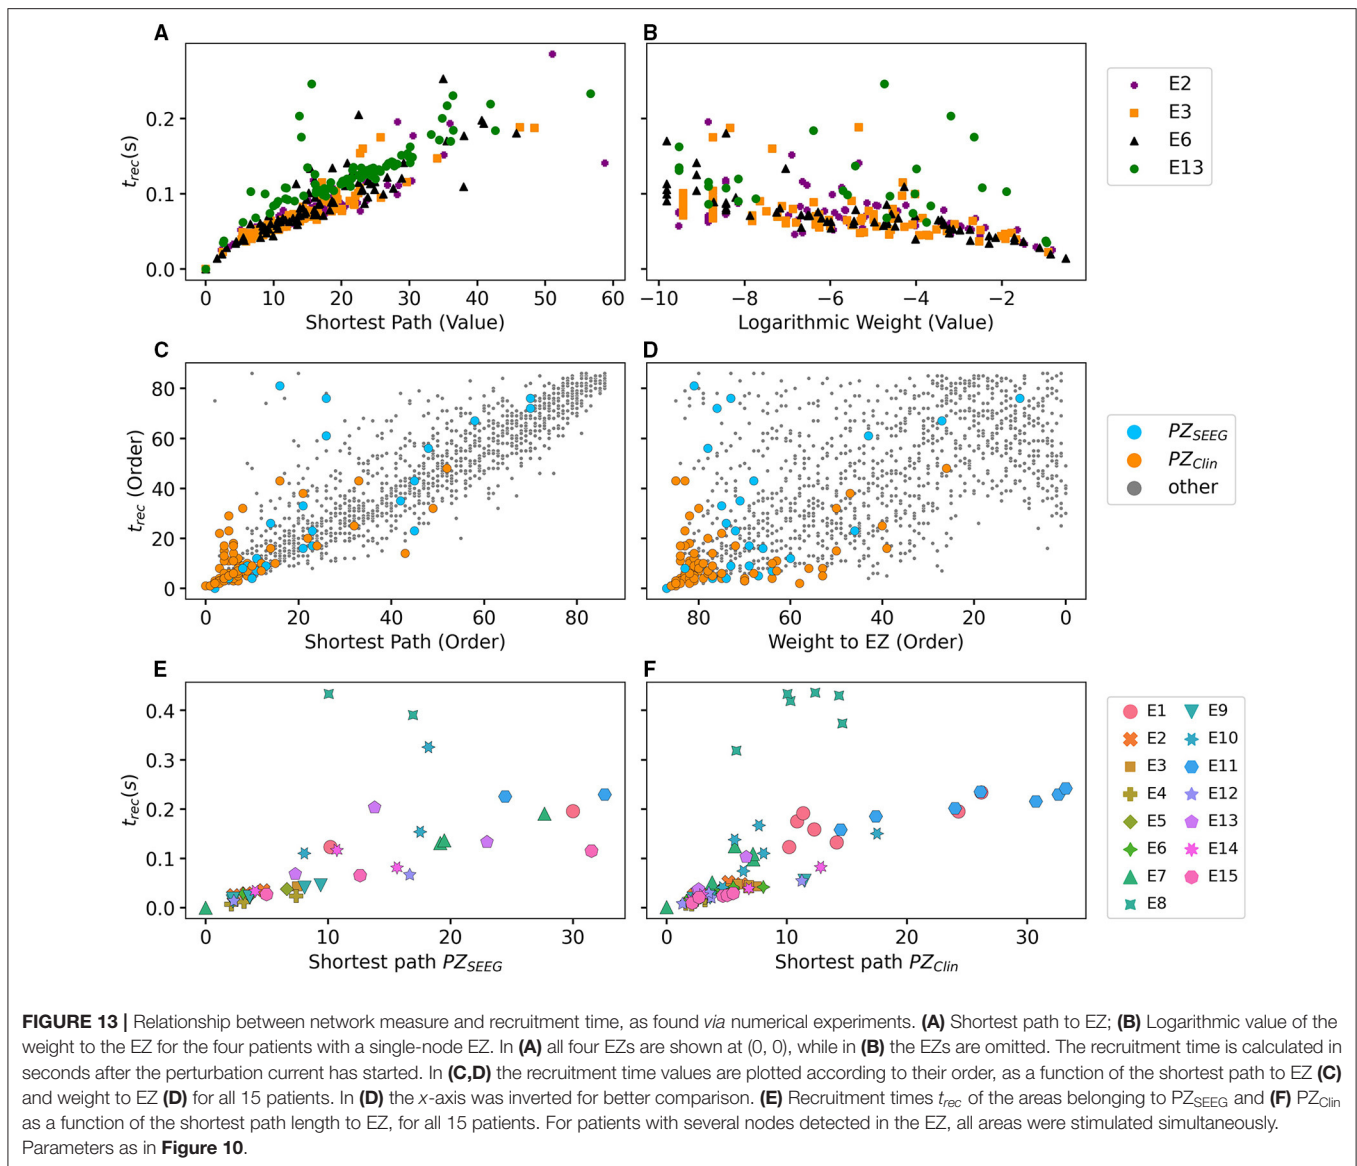 A
B
0.2
0.1
0.0
t_rec(s)
0 10 20 30 40 50 60
−10 −8 −6 −4 −2
Shortest Path (Value)
Logarithmic Weight (Value)
E2
E3
E6
E13
C
D
80
60
40
20
0
t_rec (Order)
0 20 40 60 80
80 60 40 20 0
Shortest Path (Order)
Weight to EZ (Order)
PZ_SEEG
PZ_Clin
other
E
F
0.4
0.3
0.2
0.1
0.0
t_rec(s)
0 10 20 30
0 10 20 30
Shortest path PZ_SEEG
Shortest path PZ_Clin
E1 E9
E2 E10
E3 E11
E4 E12
E5 E13
E6 E14
E7 E15
E8
FIGURE 13 | Relationship between network measure and recruitment time, as found via numerical experiments. (A) Shortest path to EZ; (B) Logarithmic value of the
weight to the EZ for the four patients with a single-node EZ. In (A) all four EZs are shown at (0, 0), while in (B) the EZs are omitted. The recruitment time is calculated in
seconds after the perturbation current has started. In (C,D) the recruitment time values are plotted according to their order, as a function of the shortest path to EZ (C)
and weight to EZ (D) for all 15 patients. In (D) the x-axis was inverted for better comparison. (E) Recruitment times t_rec of the areas belonging to PZ_SEEG and (F) PZ_Clin
as a function of the shortest path length to EZ, for all 15 patients. For patients with several nodes detected in the EZ, all areas were stimulated simultaneously.
Parameters as in Figure 10.